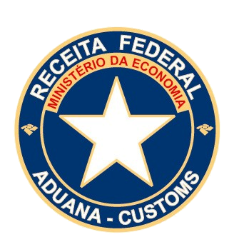 RECEITA FEDERAL
MINISTÉRIO DA ECONOMIA
ADUANA - CUSTOMS